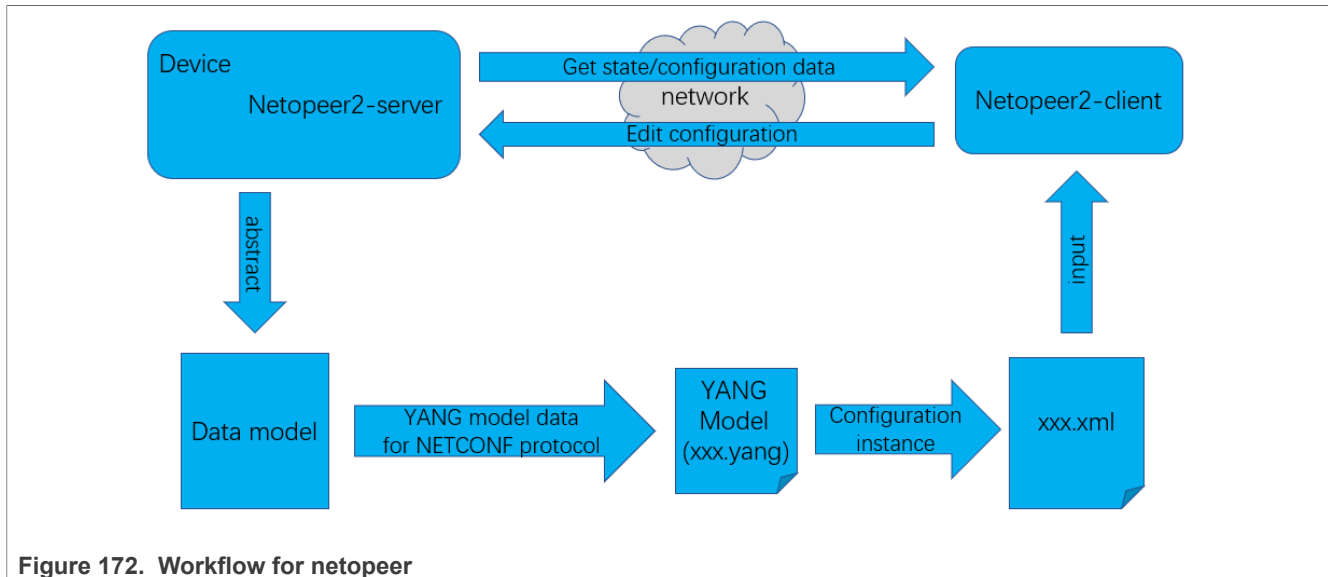 Device
Netopeer2-server
Get state/configuration data
network
Edit configuration
Netopeer2-client
abstract
input
Data model
YANG model data
for NETCONF protocol
YANG
Model
(xxx.yang)
Configuration
instance
xxx.xml
Figure 172. Workflow for netopeer